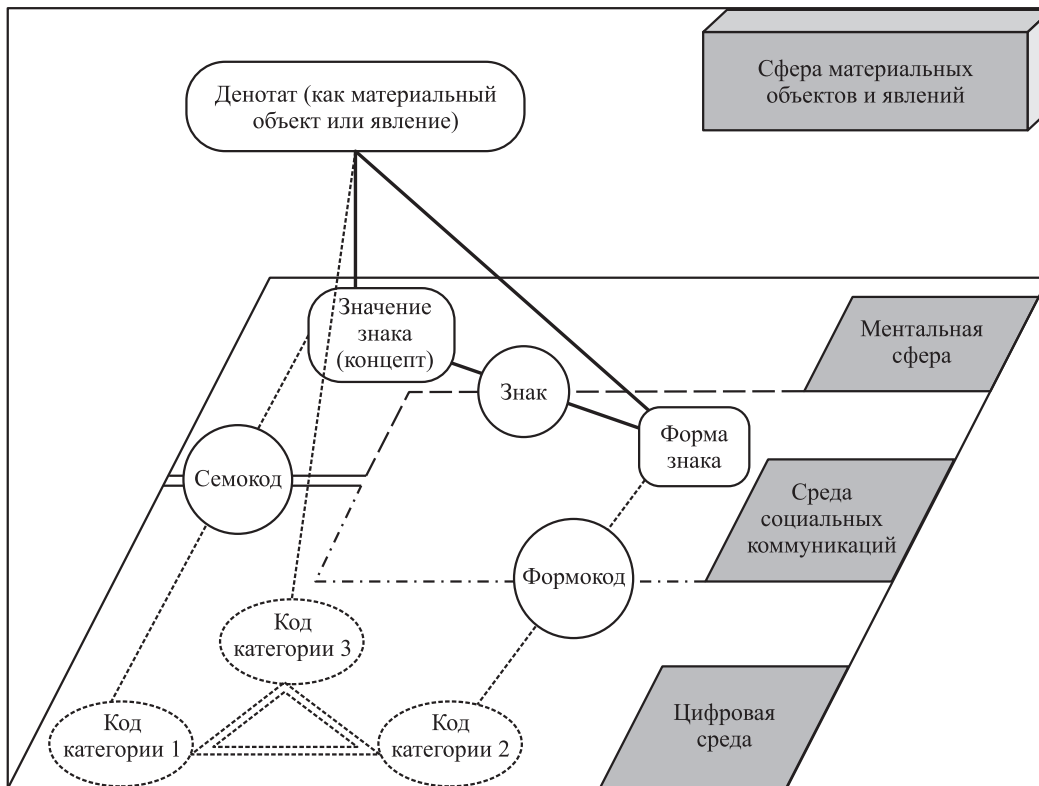 Сфера материальных
объектов и явлений
Денотат (как материальный
объект или явление)
Значение
знака
(концепт)
Ментальная
сфера
Знак
Форма
знака
Семокод
Среда
социальных
коммуникаций
Формокод
Код
категории 3
Код
категории 1
Код
категории 2
Цифровая
среда